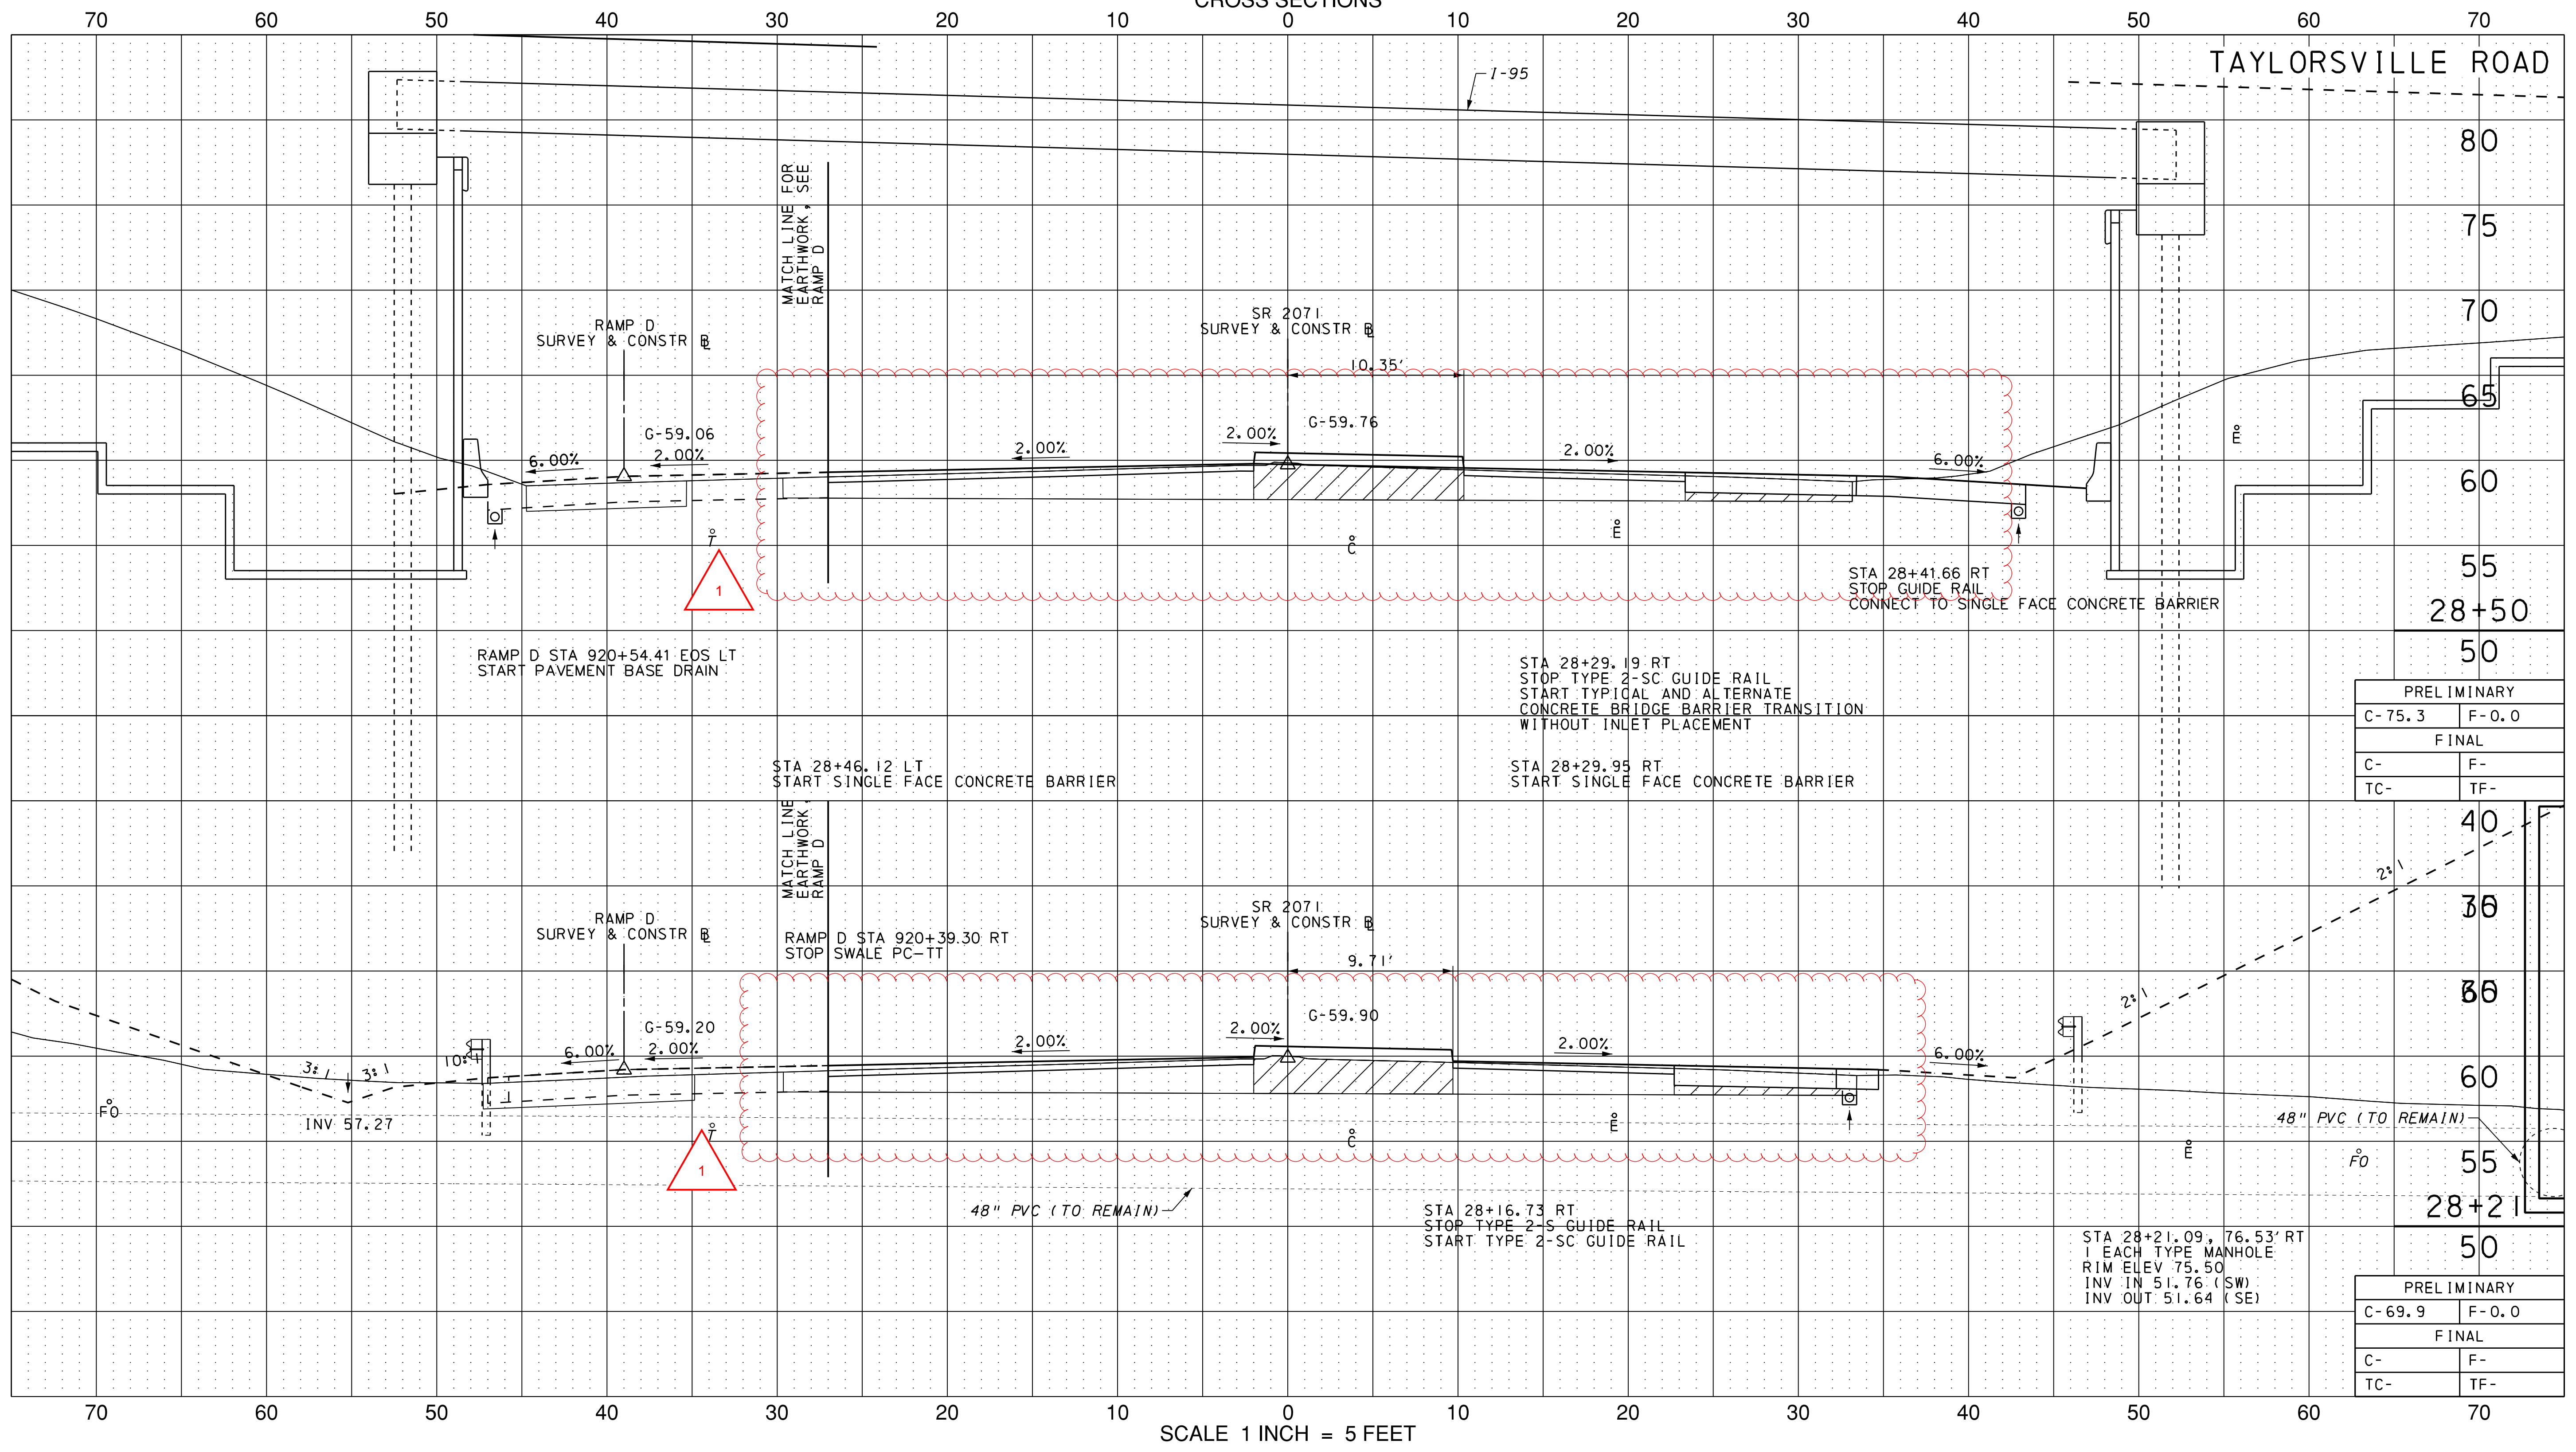 CROSS SECTIONS
70 60 50 40 30 20 10 0 10 20 30 40 50 60 70
TAYLORSVILLE ROAD
I-95
80
MATCH LINE FOR
EARTHWORK, SEE
RAMP D
75
70
RAMP D
SURVEY & CONSTR BL
SR 2071
SURVEY & CONSTR BL
10.35'
65
G-59.06
G-59.76
6.00%
2.00%
2.00%
2.00%
2.00%
6.00%
60
E
T
C
E
1
55
STA 28+41.66 RT
STOP GUIDE RAIL
CONNECT TO SINGLE FACE CONCRETE BARRIER
28+50
50
RAMP D STA 920+54.41 EOS LT
START PAVEMENT BASE DRAIN
STA 28+29.19 RT
STOP TYPE 2-SC GUIDE RAIL
START TYPICAL AND ALTERNATE
CONCRETE BRIDGE BARRIER TRANSITION
WITHOUT INLET PLACEMENT
PRELIMINARY
C-75.3 F-0.0
FINAL
C- F-
TC- TF-
STA 28+46.12 LT
START SINGLE FACE CONCRETE BARRIER
STA 28+29.95 RT
START SINGLE FACE CONCRETE BARRIER
MATCH LINE
EARTHWORK,
RAMP D
40
2:1
RAMP D
SURVEY & CONSTR BL
RAMP D STA 920+39.30 RT
STOP SWALE PC-TT
SR 2071
SURVEY & CONSTR BL
9.71'
2:1
G-59.20
G-59.90
3:1
3:1
10:1
6.00%
2.00%
2.00%
2.00%
2.00%
6.00%
60
FO
INV 57.27
T
C
E
E
FO
48" PVC (TO REMAIN)
55
1
48" PVC (TO REMAIN)
28+21
STA 28+16.73 RT
STOP TYPE 2-S GUIDE RAIL
START TYPE 2-SC GUIDE RAIL
STA 28+21.09, 76.53' RT
1 EACH TYPE MANHOLE
RIM ELEV 75.50
INV IN 51.76 (SW)
INV OUT 51.64 (SE)
50
PRELIMINARY
C-69.9 F-0.0
FINAL
C- F-
TC- TF-
70 60 50 40 30 20 10 0 10 20 30 40 50 60 70
SCALE 1 INCH = 5 FEET